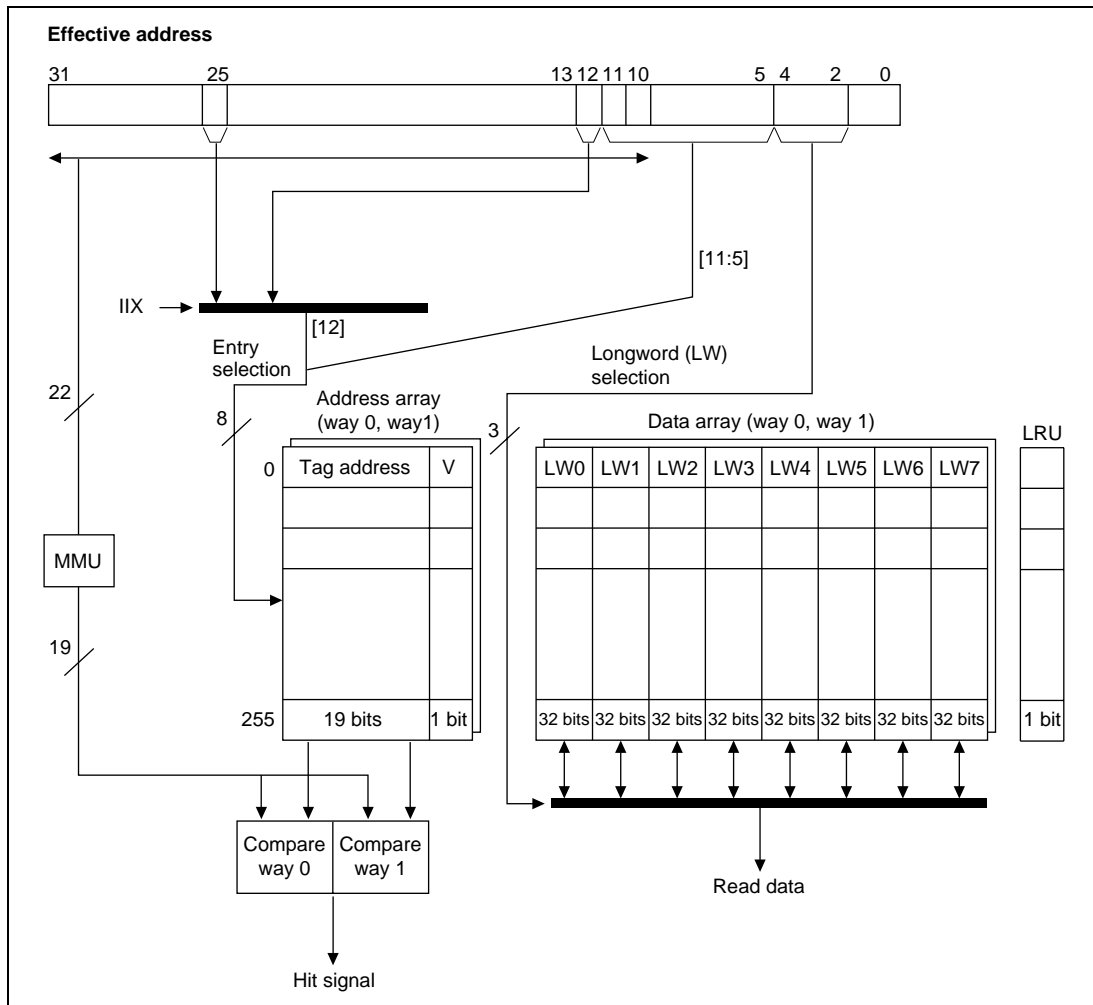 Effective address
31 25 13 12 11 10 5 4 2 0
[11:5]
IIX
[12]
Entry
selection
Longword (LW)
selection
22
8
Address array
(way 0, way1)
3
Data array (way 0, way 1)
LRU
0 Tag address V LW0 LW1 LW2 LW3 LW4 LW5 LW6 LW7
MMU
19
255 19 bits 1 bit 32 bits 32 bits 32 bits 32 bits 32 bits 32 bits 32 bits 32 bits 1 bit
Compare
way 0
Compare
way 1
Read data
Hit signal